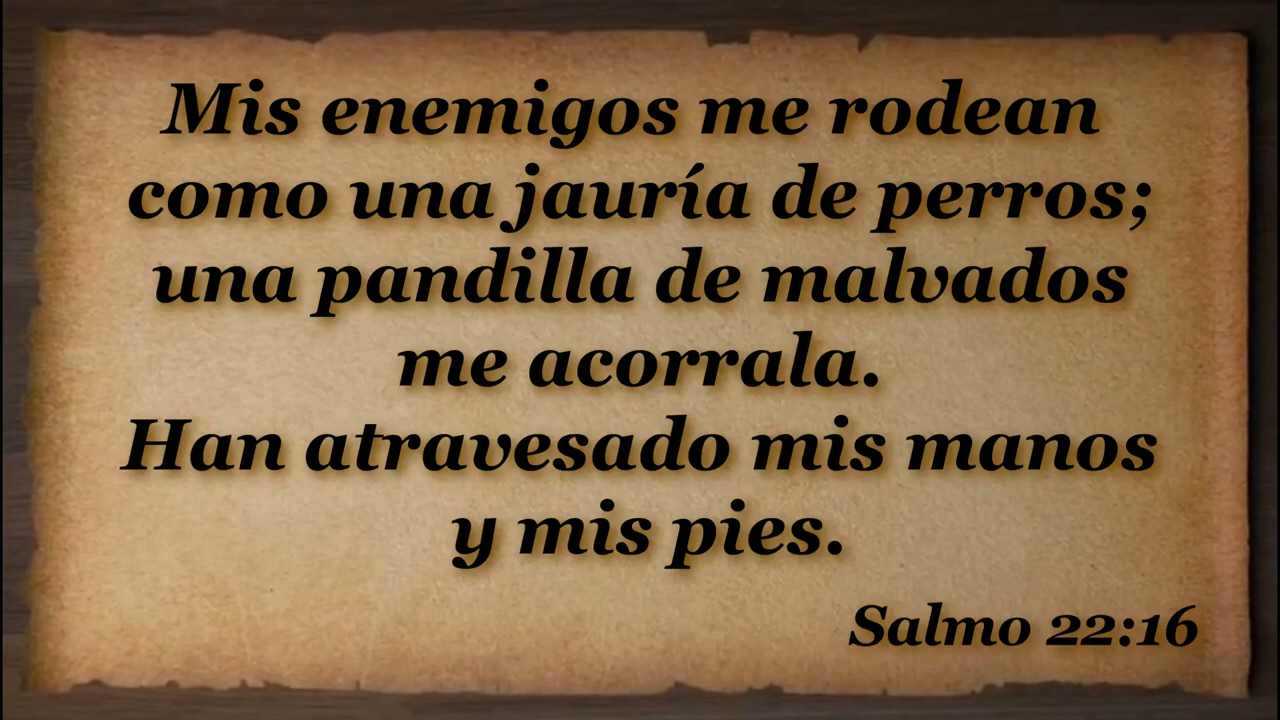 Mis enemigos me rodean
como una jauría de perros;
una pandilla de malvados
me acorrala.
Han atravesado mis manos
y mis pies.
Salmo 22:16